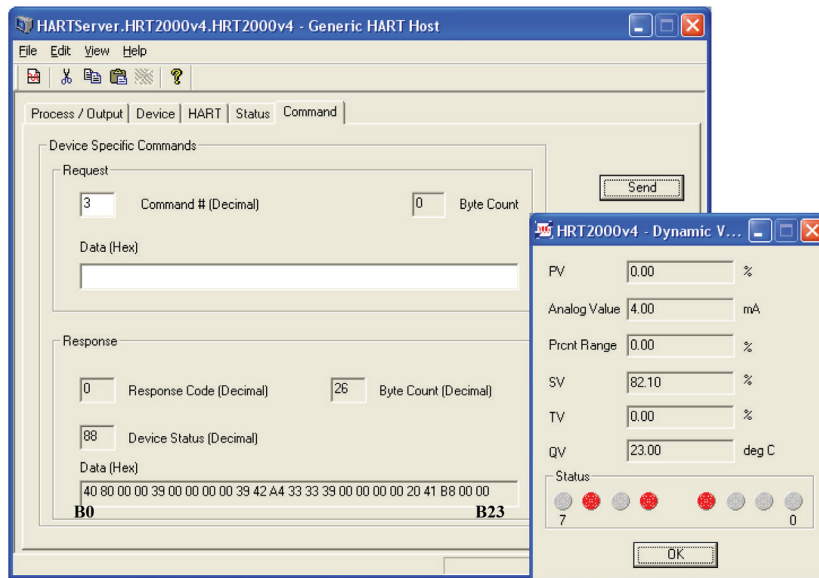 HARTServer.HRT2000v4.HRT2000v4 - Generic HART Host
File Edit View Help
Process / Output Device HART Status Command
Device Specific Commands
Request
3 Command # (Decimal) 0 Byte Count
Send
Data (Hex)
Response
0 Response Code (Decimal) 26 Byte Count (Decimal)
88 Device Status (Decimal)
Data (Hex)
40 80 00 00 39 00 00 00 00 39 42 A4 33 33 39 00 00 00 00 20 41 B8 00 00
B0 B23
HRT2000v4 - Dynamic V...
PV 0.00 %
Analog Value 4.00 mA
Prcnt Range 0.00 %
SV 82.10 %
TV 0.00 %
QV 23.00 deg C
Status
7 0
OK